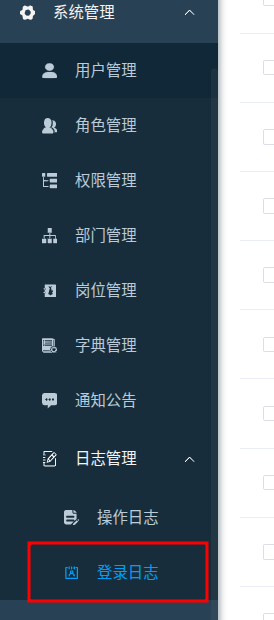 系统管理
用户管理
角色管理
权限管理
部门管理
岗位管理
字典管理
通知公告
日志管理
操作日志
登录日志